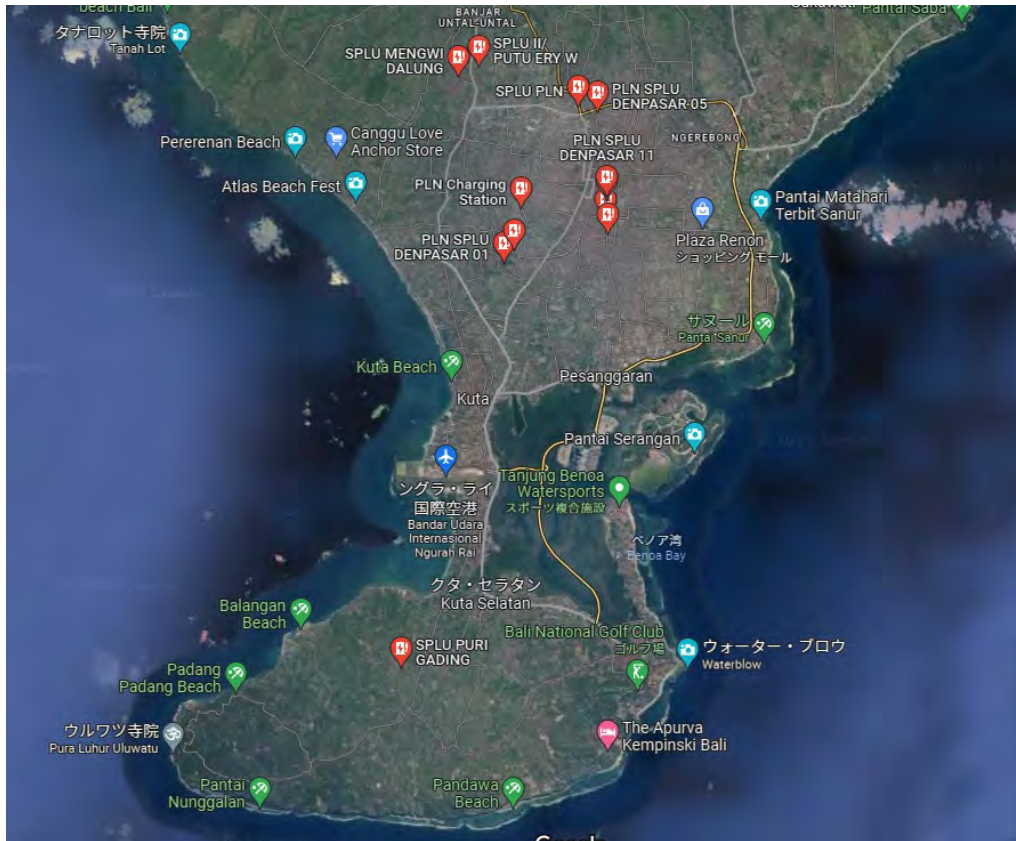 beach Bali
BANJAR
UNTAL-UNTAL
Pantai Saba
タナロット寺院
Tanah Lot
SPLU MENGWI
DALUNG
SPLU II/
PUTU ERY W
SPLU PLN
PLN SPLU
DENPASAR 05
Pererenan Beach
Canggu Love
Anchor Store
PLN SPLU
DENPASAR 11
NGEREBONG
Atlas Beach Fest
PLN Charging
Station
Pantai Matahari
Terbit Sanur
PLN SPLU
DENPASAR 01
Plaza Renon
ショッピング モール
サヌール
Pantai Sanur
Kuta Beach
Pesanggaran
Kuta
Pantai Serangan
ングラ・ライ
国際空港
Bandar Udara
Internasional
Ngurah Rai
Tanjung Benoa
Watersports
スポーツ複合施設
ベノア湾
Benoa Bay
クタ・セラタン
Kuta Selatan
Balangan
Beach
Bali National Golf Club
ゴルフ場
SPLU PURI
GADING
ウォーター・ブロウ
Waterblow
Padang
Padang Beach
ウルワツ寺院
Pura Luhur Uluwatu
The Apurva
Kempinski Bali
Pantai
Nunggalan
Pandawa
Beach